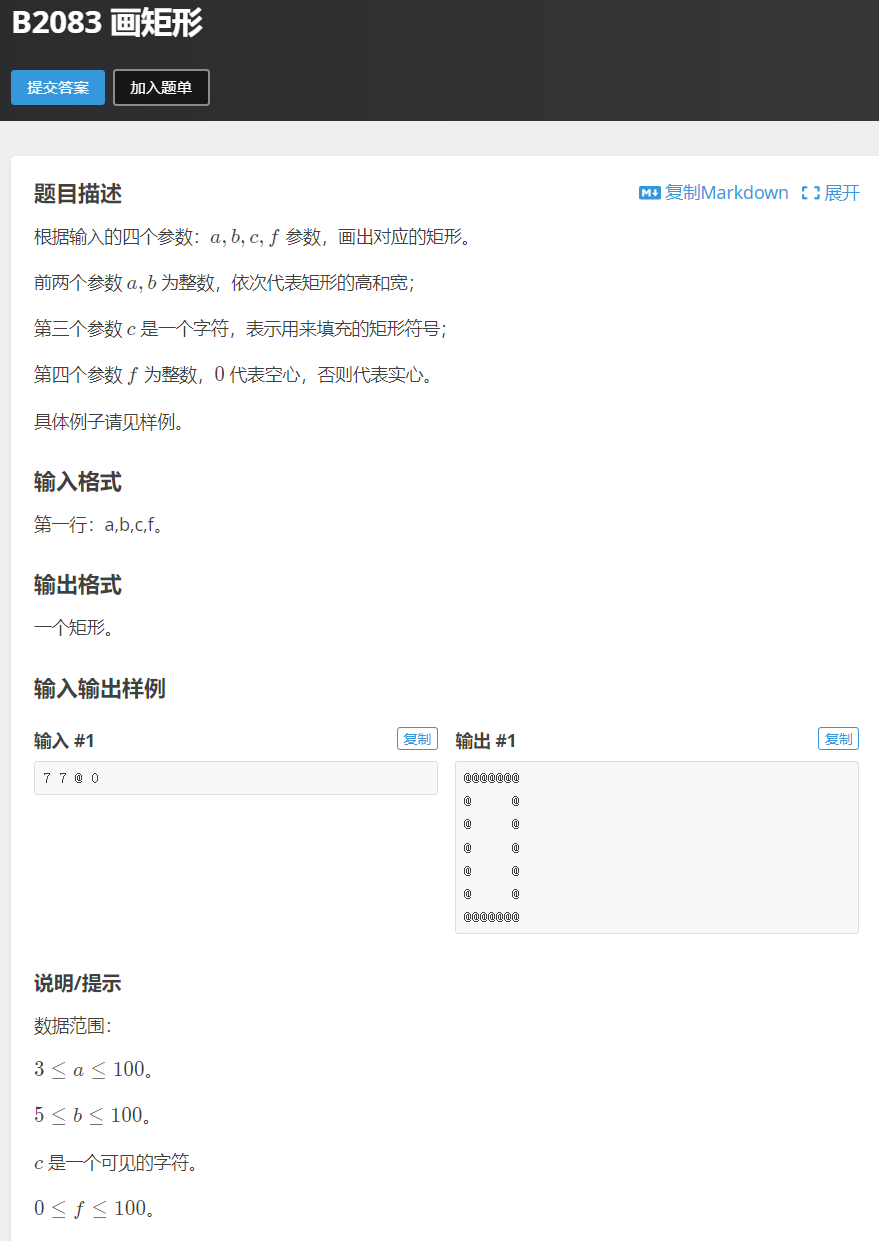 B2083 画矩形
提交答案 加入题单
题目描述 复制Markdown 展开
根据输入的四个参数：a, b, c, f 参数，画出对应的矩形。
前两个参数 a, b 为整数，依次代表矩形的高和宽；
第三个参数 c 是一个字符，表示用来填充的矩形符号；
第四个参数 f 为整数，0 代表空心，否则代表实心。
具体例子请见样例。
输入格式
第一行：a,b,c,f。
输出格式
一个矩形。
输入输出样例
输入 #1 复制
7 7 @ 0
输出 #1 复制
@@@@@@@
@     @
@     @
@     @
@     @
@     @
@@@@@@@
说明/提示
数据范围：
3 ≤ a ≤ 100。
5 ≤ b ≤ 100。
c 是一个可见的字符。
0 ≤ f ≤ 100。